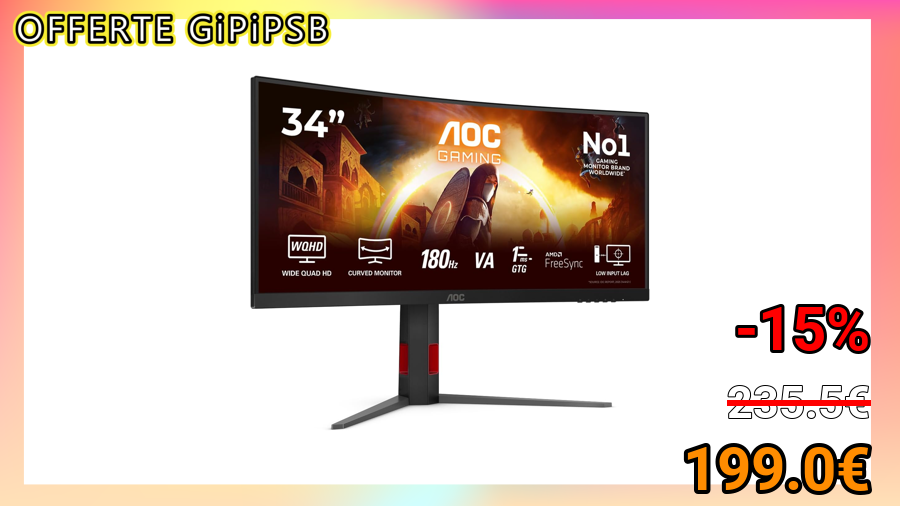 OFFERTE GiPiPSB
34”
AOC
GAMING
No1
GAMING
MONITOR BRAND
WORLDWIDE*
WQHD
WIDE QUAD HD
CURVED MONITOR
180Hz
VA
1ms
GTG
AMD
FreeSync
LOW INPUT LAG
AOC
-15%
235.5€
199.0€